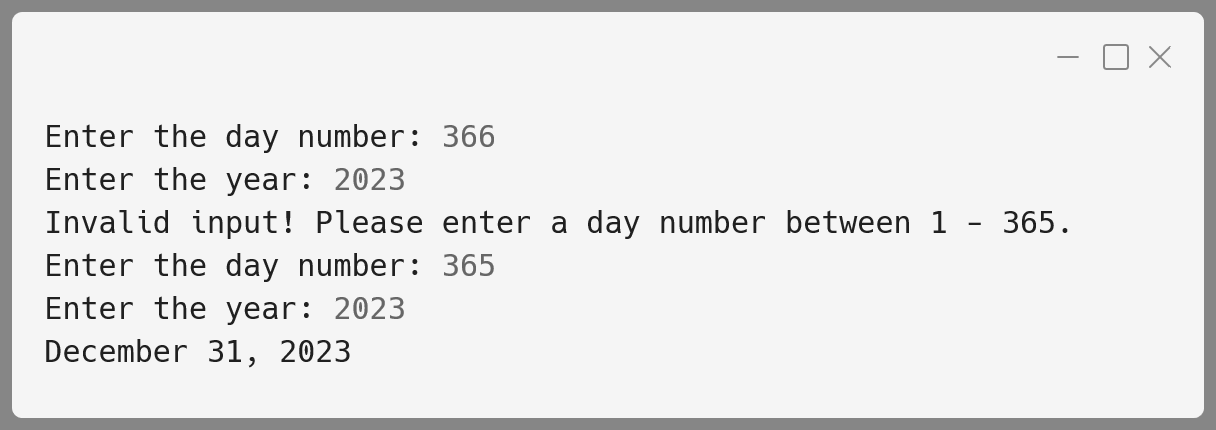 Enter the day number: 366
Enter the year: 2023
Invalid input! Please enter a day number between 1 – 365.
Enter the day number: 365
Enter the year: 2023
December 31, 2023